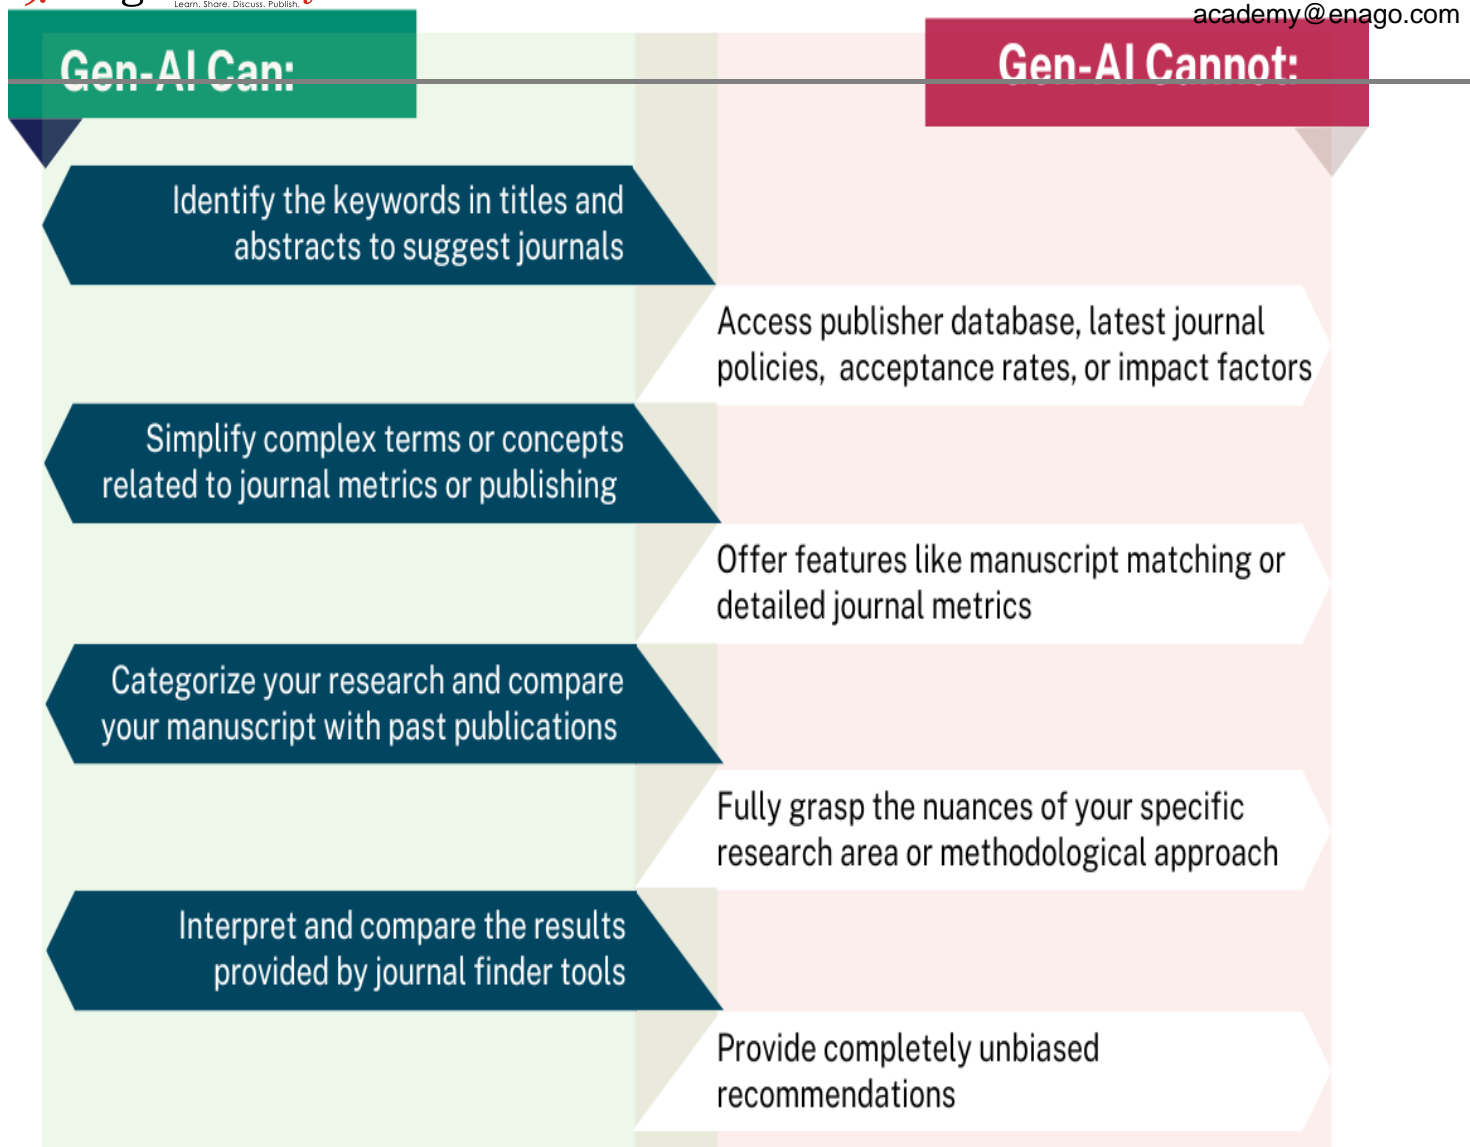 Learn. Share. Discuss. Publish.
academy@enago.com
Gen-AI Can:
Gen-AI Cannot:
Identify the keywords in titles and
abstracts to suggest journals
Access publisher database, latest journal
policies, acceptance rates, or impact factors
Simplify complex terms or concepts
related to journal metrics or publishing
Offer features like manuscript matching or
detailed journal metrics
Categorize your research and compare
your manuscript with past publications
Fully grasp the nuances of your specific
research area or methodological approach
Interpret and compare the results
provided by journal finder tools
Provide completely unbiased
recommendations